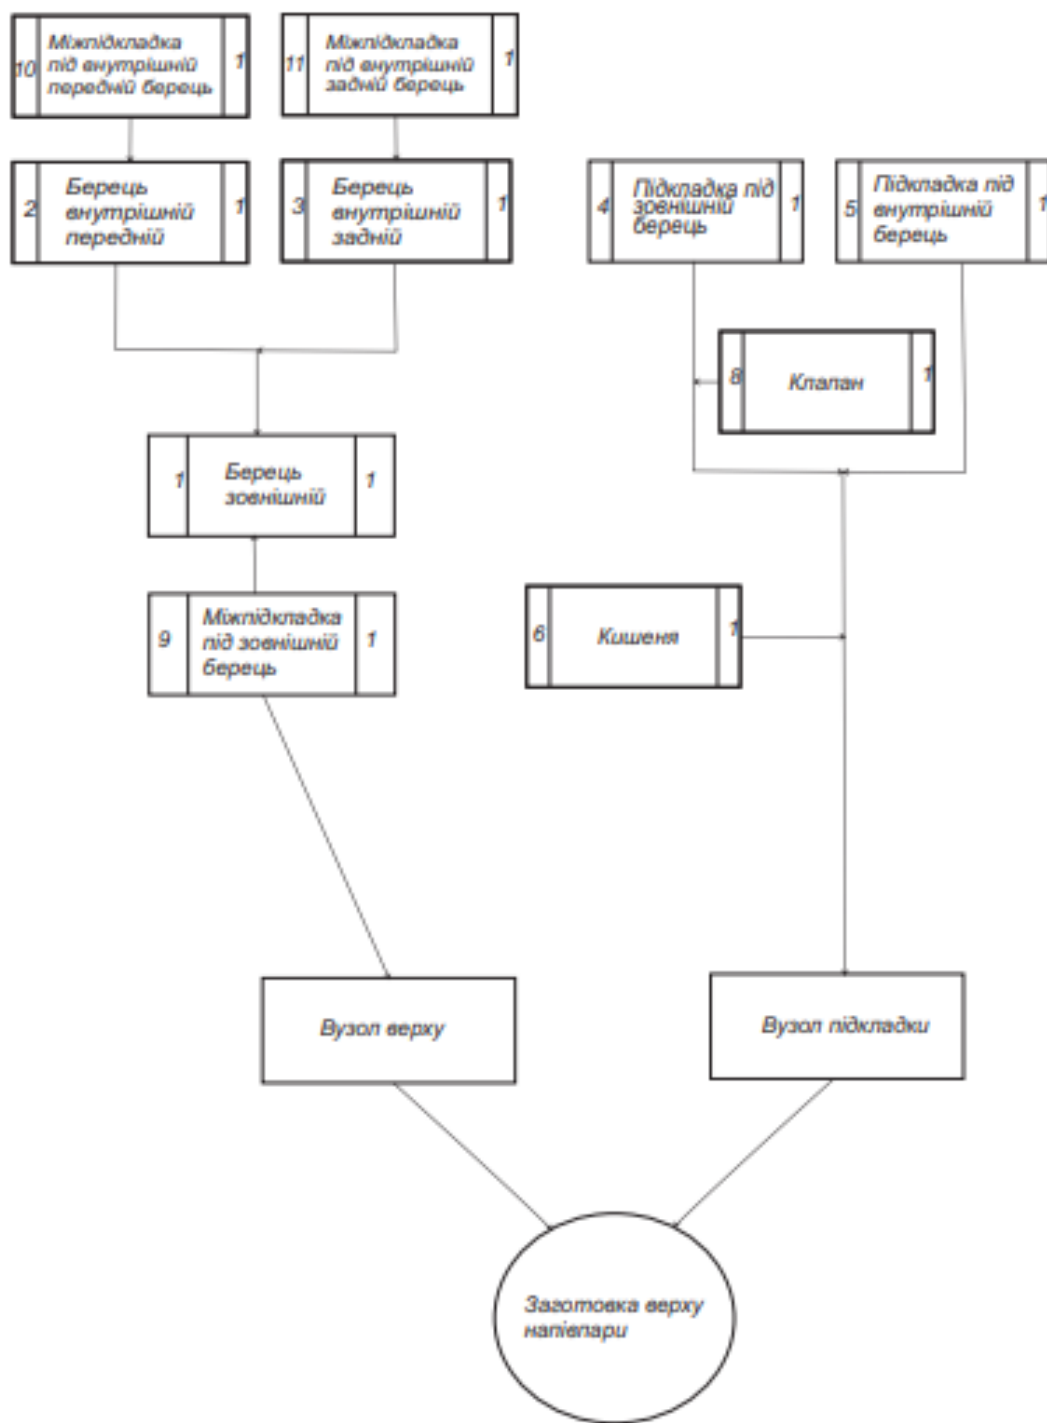 10
Міжпідкладка
під внутрішній
передній берець
1
11
Міжпідкладка
під внутрішній
задній берець
1
2
Берець
внутрішній
передній
1
3
Берець
внутрішній
задній
1
4
Підкладка під
зовнішній
берець
1
5
Підкладка під
внутрішній
берець
1
8
Клапан
1
1
Берець
зовнішній
1
6
Кишеня
1
9
Міжпідкладка
під зовнішній
берець
1
Вузол верху
Вузол підкладки
Заготовка верху
напівпари